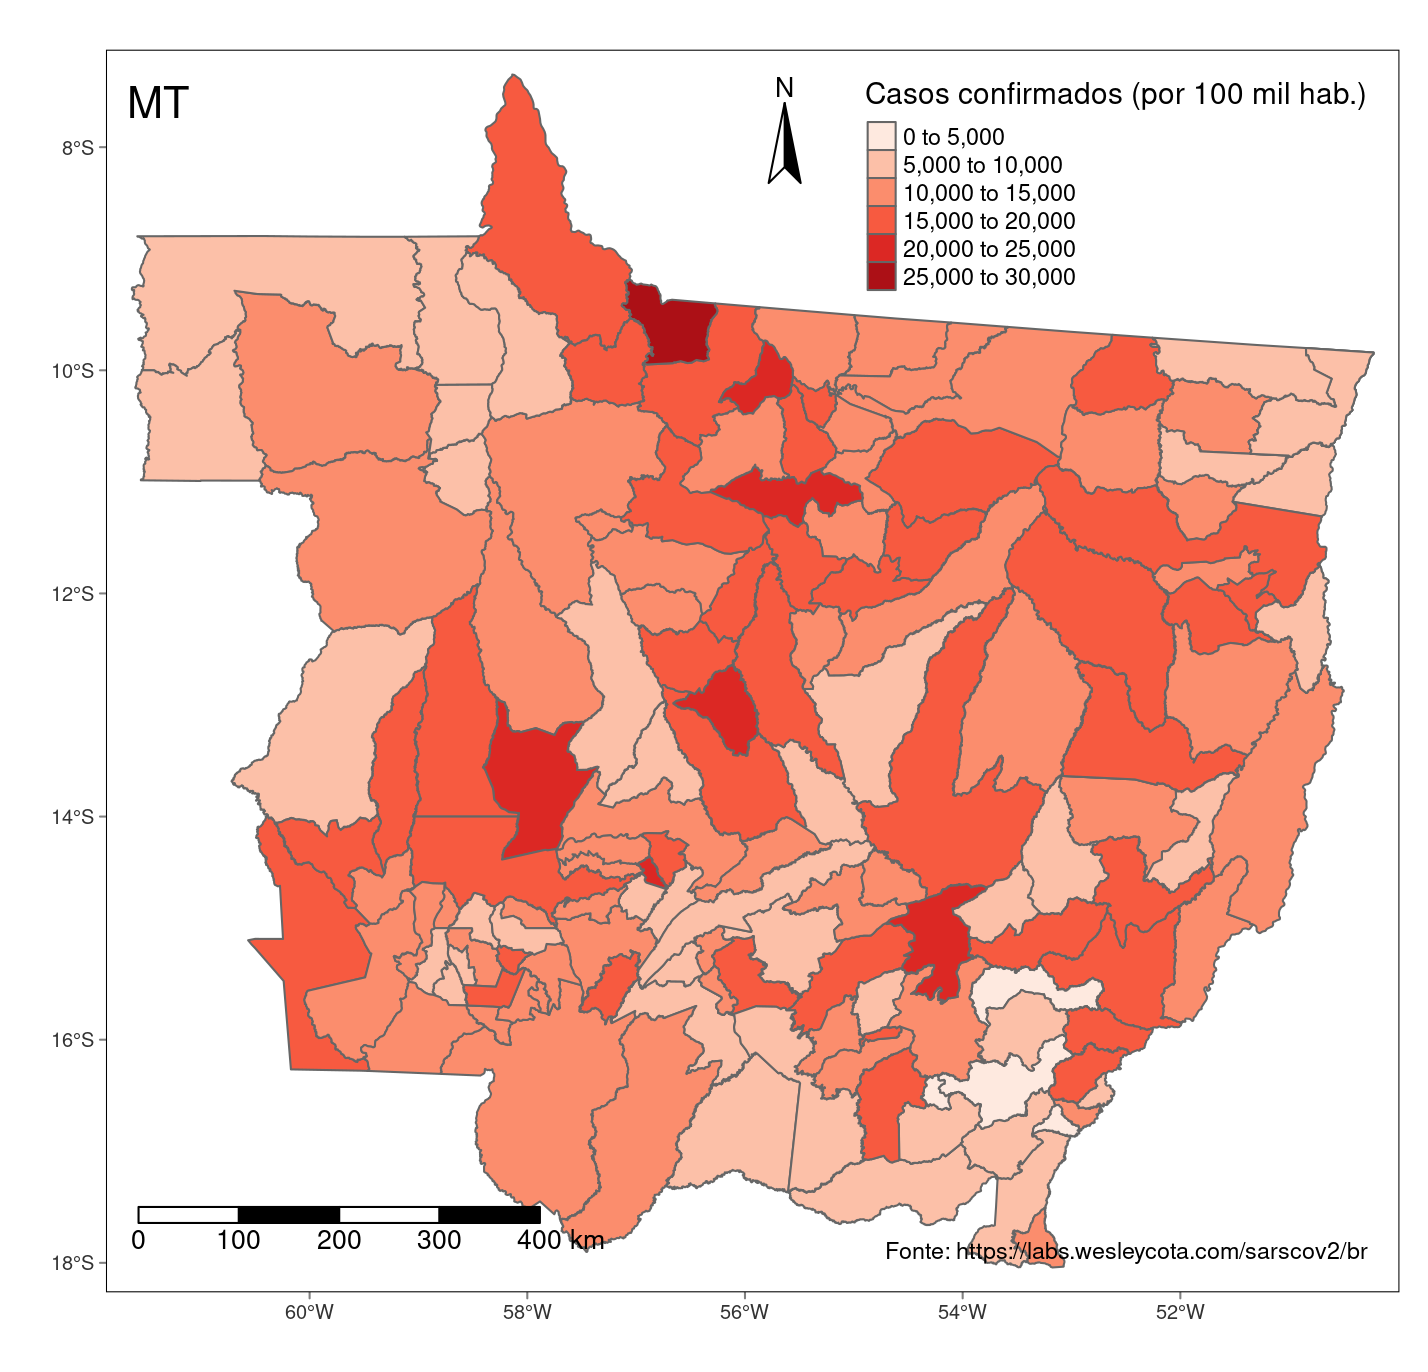 MT
N
Casos confirmados (por 100 mil hab.)
0 to 5,000
5,000 to 10,000
10,000 to 15,000
15,000 to 20,000
20,000 to 25,000
25,000 to 30,000
8°S
10°S
12°S
14°S
16°S
18°S
0 100 200 300 400 km
Fonte: https://labs.wesleycota.com/sarscov2/br
60°W 58°W 56°W 54°W 52°W